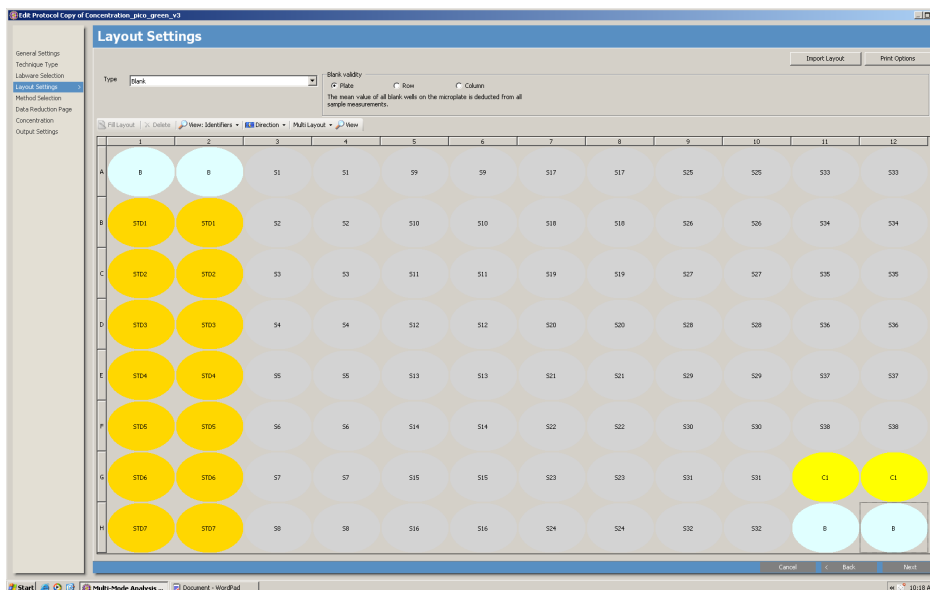 Edit Protocol Copy of Concentration_pico_green_v3
Layout Settings
General Settings
Technique Type
Labware Selection
Layout Settings >
Method Selection
Data Reduction Page
Concentration
Output Settings
Import Layout Print Options
Type Blank
Blank validity
Plate Row Column
The mean value of all blank wells on the microplate is deducted from all
sample measurements.
Fill Layout Delete View: Identifiers Direction Multi Layout View
1 2 3 4 5 6 7 8 9 10 11 12
A B B S1 S1 S9 S9 S17 S17 S25 S25 S33 S33
B STD1 STD1 S2 S2 S10 S10 S18 S18 S26 S26 S34 S34
C STD2 STD2 S3 S3 S11 S11 S19 S19 S27 S27 S35 S35
D STD3 STD3 S4 S4 S12 S12 S20 S20 S28 S28 S36 S36
E STD4 STD4 S5 S5 S13 S13 S21 S21 S29 S29 S37 S37
F STD5 STD5 S6 S6 S14 S14 S22 S22 S30 S30 S38 S38
G STD6 STD6 S7 S7 S15 S15 S23 S23 S31 S31 C1 C1
H STD7 STD7 S8 S8 S16 S16 S24 S24 S32 S32 B B
Cancel < Back Next
Start Multi-Mode Analysis ... Document - WordPad « 10:18 A